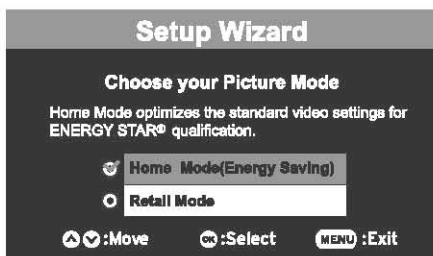 Setup Wizard
Choose your Picture Mode
Home Mode optimizes the standard video settings for
ENERGY STAR® qualification.
Home Mode(Energy Saving)
Retail Mode
:Move OK :Select MENU :Exit